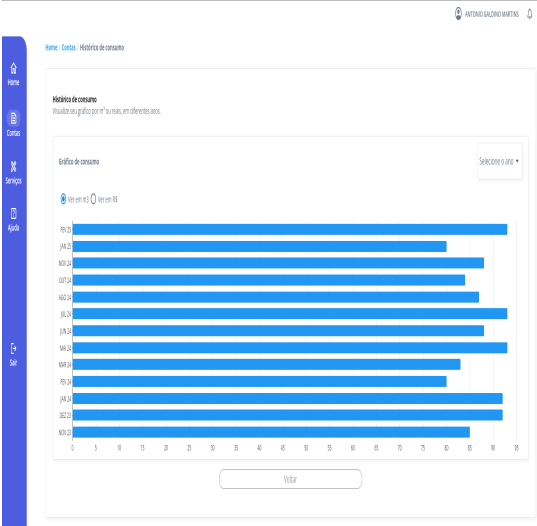 ANTONIO GALDINO MARTINS
Home / Contas / Histórico de consumo
Home
Contas
Serviços
Ajuda
Sair
Histórico de consumo
Visualize seu gráfico por m³ ou reais, em diferentes anos.
Gráfico de consumo
Selecione o ano
Ver em m3
Ver em R$
FEV 25
JAN 25
NOV 24
OUT 24
AGO 24
JUL 24
JUN 24
MAI 24
MAR 24
FEV 24
JAN 24
DEZ 23
NOV 23
0 5 10 15 20 25 30 35 40 45 50 55 60 65 70 75 80 85 90 95
Voltar